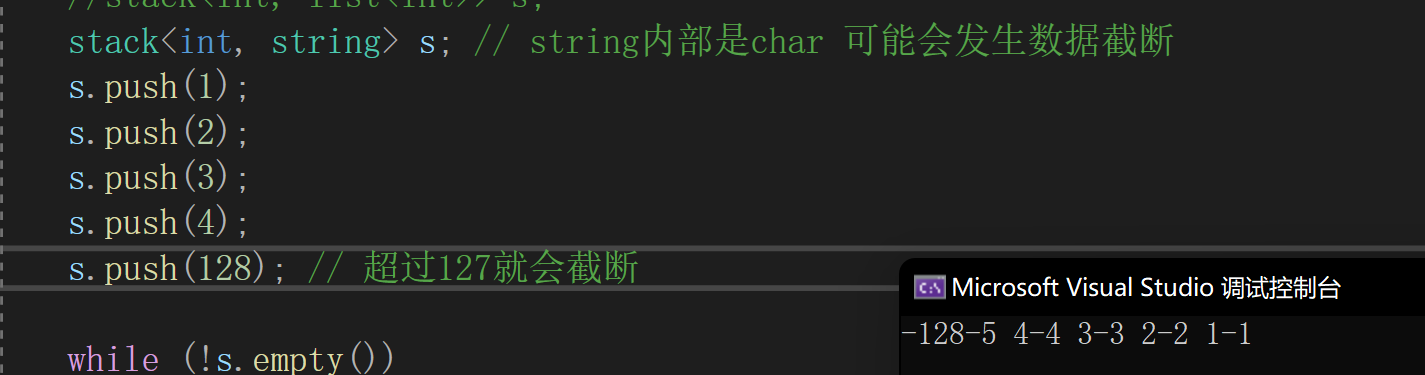 //stack<int, list<int>> s;
stack<int, string> s; // string内部是char 可能会发生数据截断
s.push(1);
s.push(2);
s.push(3);
s.push(4);
s.push(128); // 超过127就会截断
while (!s.empty())
Microsoft Visual Studio 调试控制台
-128-5 4-4 3-3 2-2 1-1